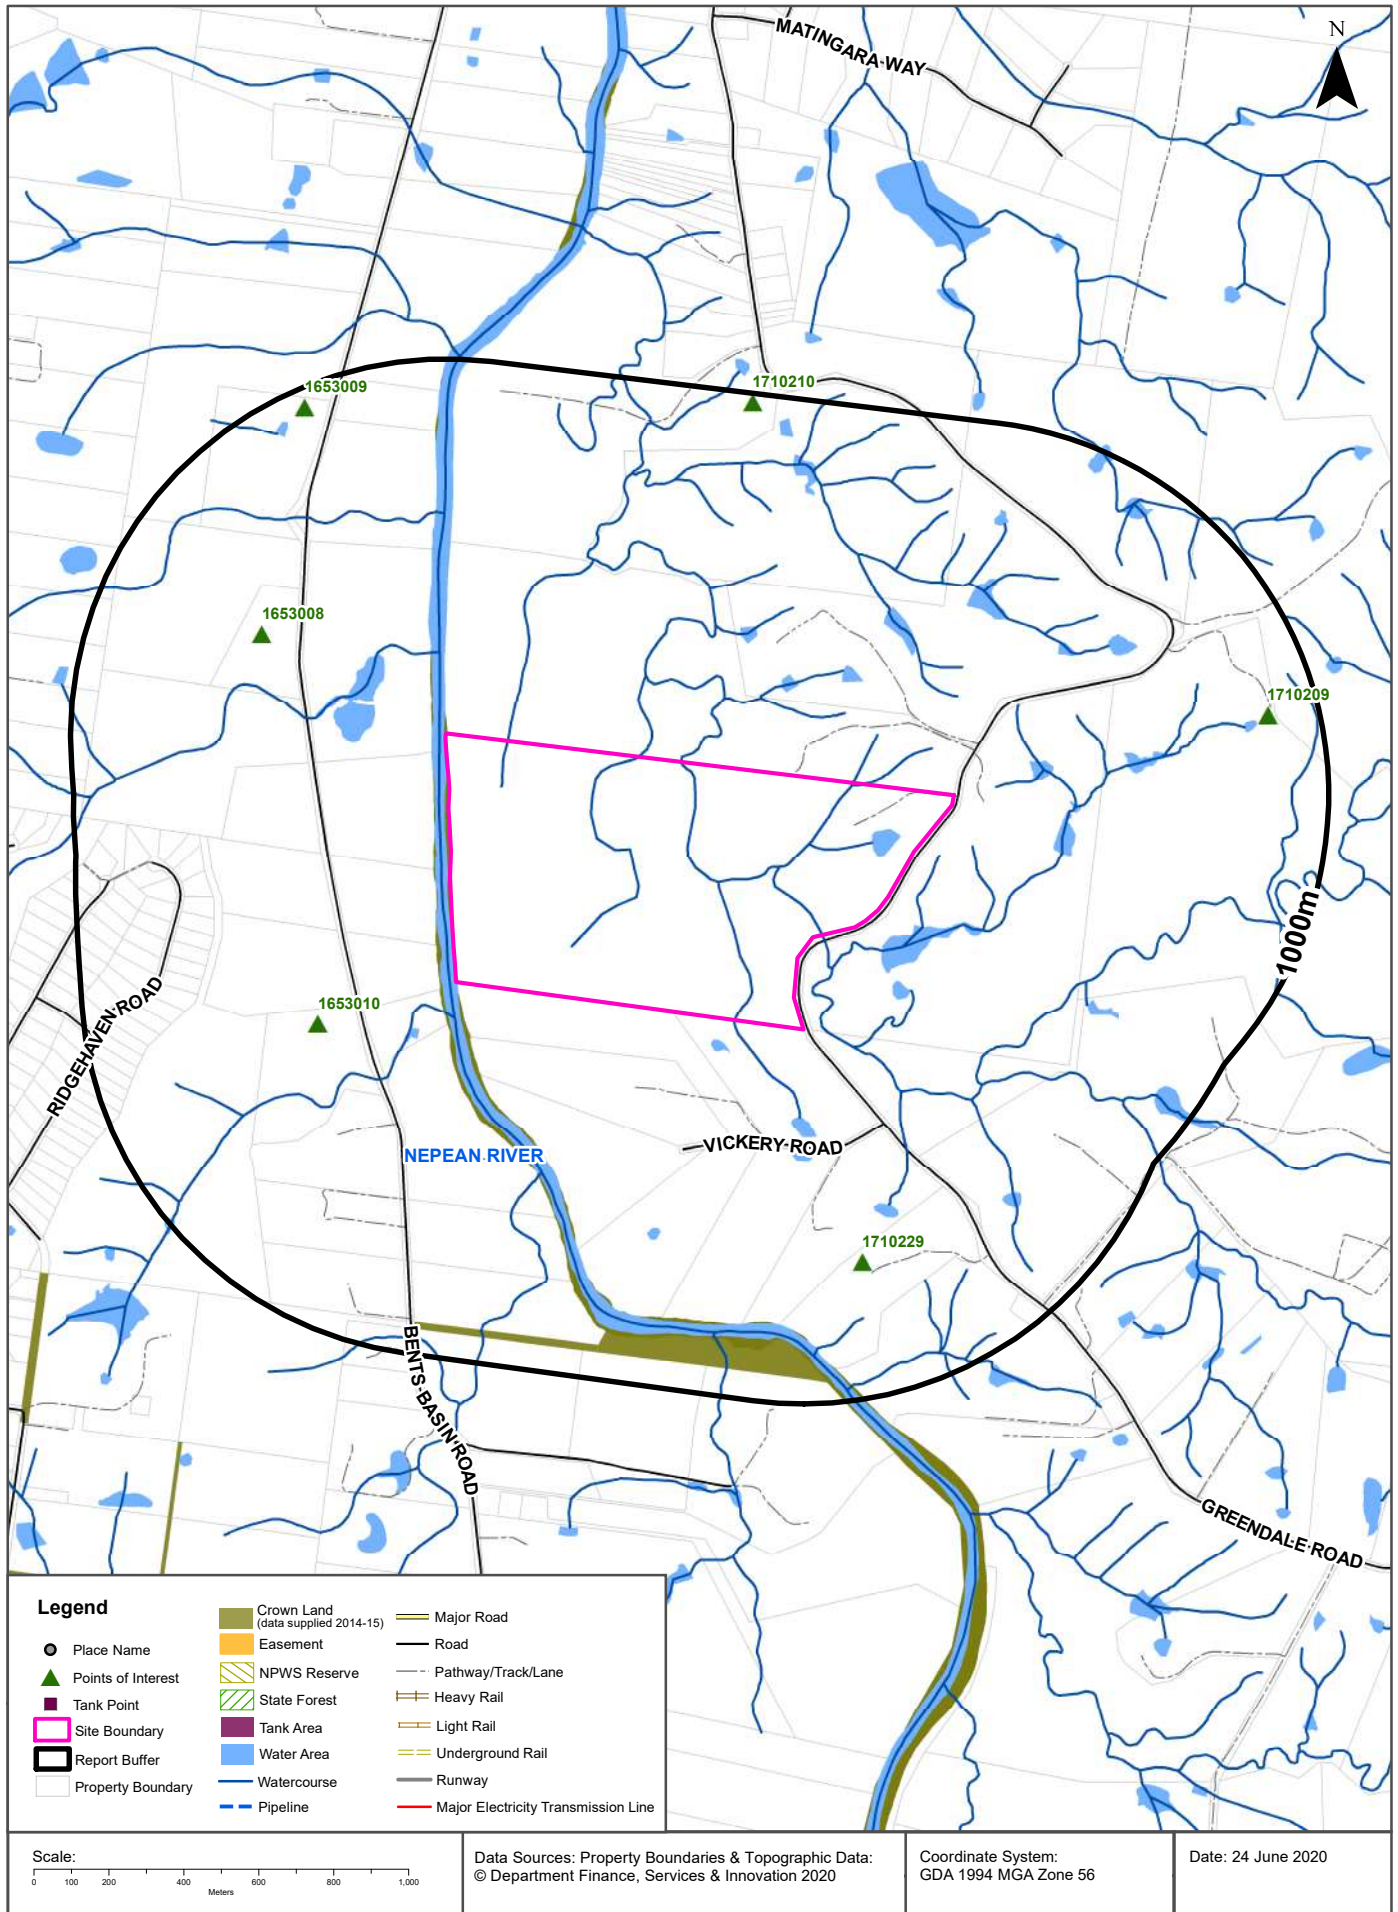 MATINGARA WAY
N
1653009
1710210
1653008
1710209
1000m
RIDGEHAVEN ROAD
1653010
NEPEAN RIVER
VICKERY ROAD
1710229
BENTS BASIN ROAD
GREENDALE ROAD
Legend
Place Name
Points of Interest
Tank Point
Site Boundary
Report Buffer
Property Boundary
Crown Land
(data supplied 2014-15)
Easement
NPWS Reserve
State Forest
Tank Area
Water Area
Watercourse
Pipeline
Major Road
Road
Pathway/Track/Lane
Heavy Rail
Light Rail
Underground Rail
Runway
Major Electricity Transmission Line
Scale:
0 100 200 400 600 800 1,000
Meters
Data Sources: Property Boundaries & Topographic Data:
© Department Finance, Services & Innovation 2020
Coordinate System:
GDA 1994 MGA Zone 56
Date: 24 June 2020